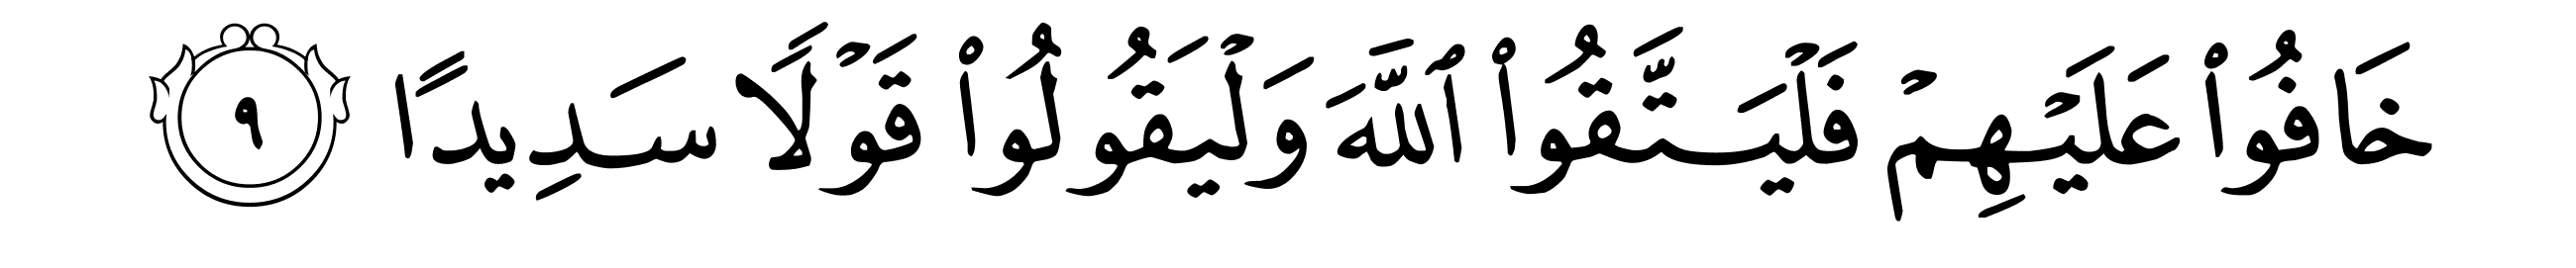 خَافُوا۟ عَلَيْهِمْ فَلْيَتَّقُوا۟ ٱللَّهَ وَلْيَقُولُوا۟ قَوْلًا سَدِيدًا ٩